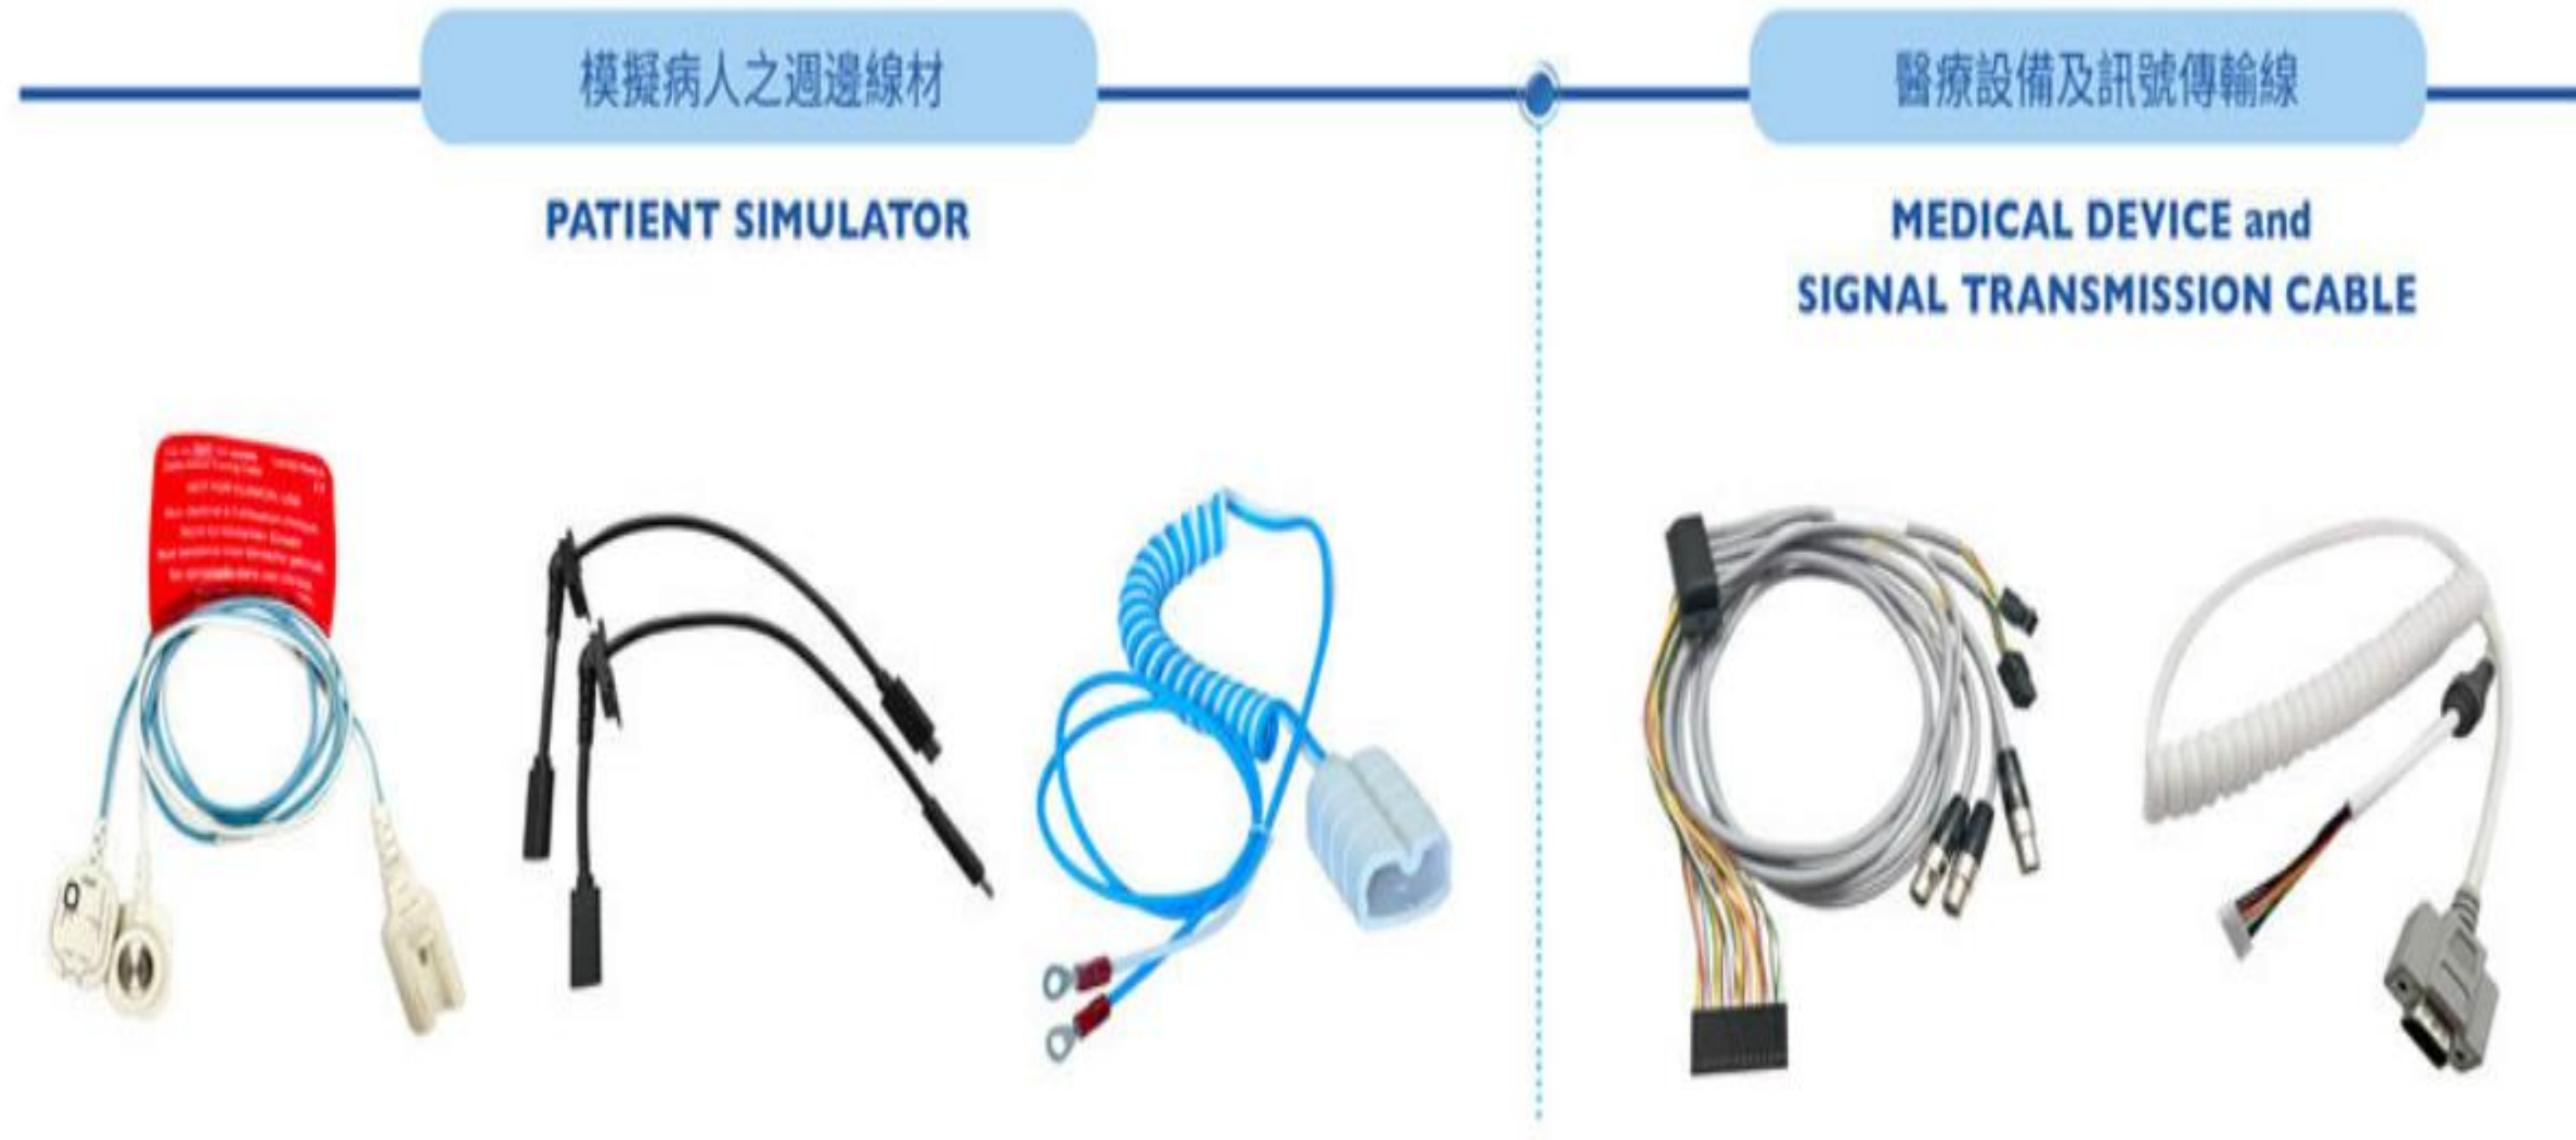 模擬病人之週邊線材
PATIENT SIMULATOR
醫療設備及訊號傳輸線
MEDICAL DEVICE and
SIGNAL TRANSMISSION CABLE
NOT FOR CLINICAL USE